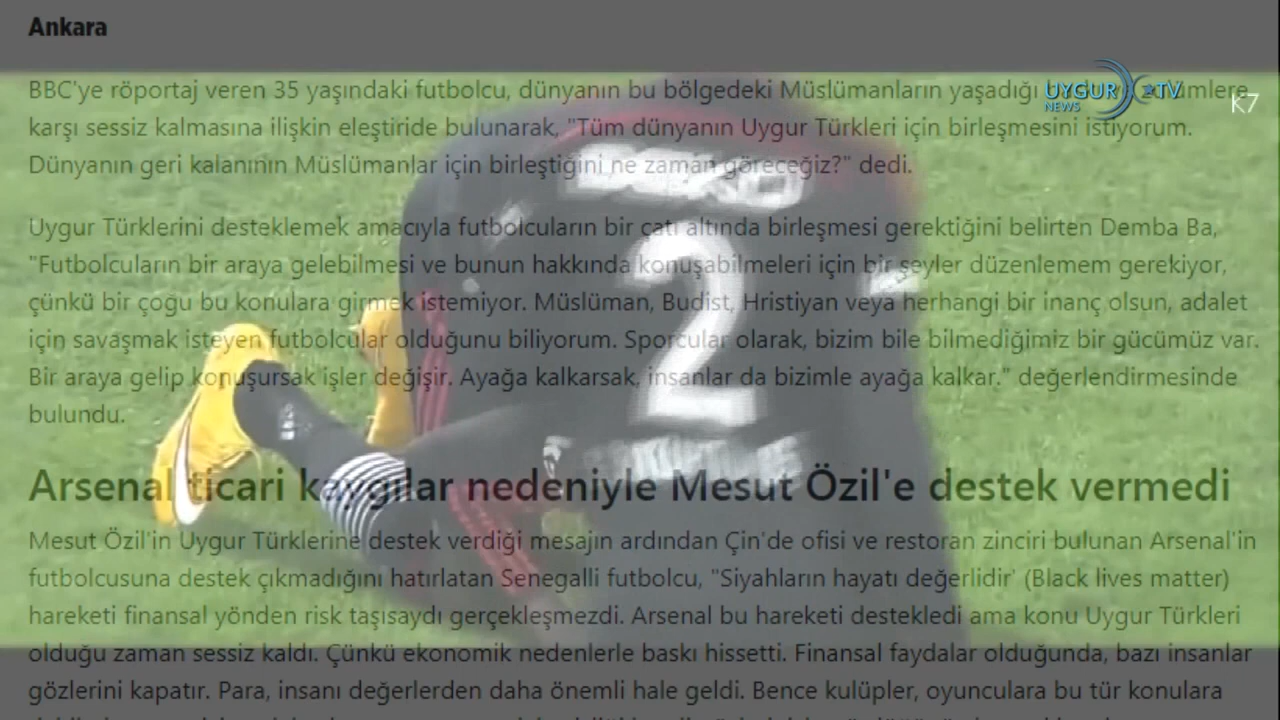 Ankara
BBC'ye röportaj veren 35 yaşındaki futbolcu, dünyanın bu bölgedeki Müslümanların yaşadığı
UYGUR TV
NEWS
K7
karşı sessiz kalmasına ilişkin eleştiride bulunarak, "Tüm dünyanın Uygur Türkleri için birleşmesini istiyorum.
Dünyanın geri kalanının Müslümanlar için birleştiğini ne zaman göreceğiz?" dedi.
Uygur Türklerini desteklemek amacıyla futbolcuların bir çatı altında birleşmesi gerektiğini belirten Demba Ba,
"Futbolcuların bir araya gelebilmesi ve bunun hakkında konuşabilmeleri için bir şeyler düzenlemem gerekiyor,
çünkü bir çoğu bu konulara girmek istemiyor. Müslüman, Budist, Hristiyan veya herhangi bir inanç olsun, adalet
için savaşmak isteyen futbolcular olduğunu biliyorum. Sporcular olarak, bizim bile bilmediğimiz bir gücümüz var.
Bir araya gelip konuşursak işler değişir. Ayağa kalkarsak, insanlar da bizimle ayağa kalkar." değerlendirmesinde
bulundu.
2
Arsenal ticari kaygılar nedeniyle Mesut Özil'e destek vermedi
Mesut Özil'in Uygur Türklerine destek verdiği mesajın ardından Çin'de ofisi ve restoran zinciri bulunan Arsenal'in
futbolcusuna destek çıkmadığını hatırlatan Senegalli futbolcu, "Siyahların hayatı değerlidir' (Black lives matter)
hareketi finansal yönden risk taşısaydı gerçekleşmezdi. Arsenal bu hareketi destekledi ama konu Uygur Türkleri
olduğu zaman sessiz kaldı. Çünkü ekonomik nedenlerle baskı hissetti. Finansal faydalar olduğunda, bazı insanlar
gözlerini kapatır. Para, insanı değerlerden daha önemli hale geldi. Bence kulüpler, oyunculara bu tür konulara